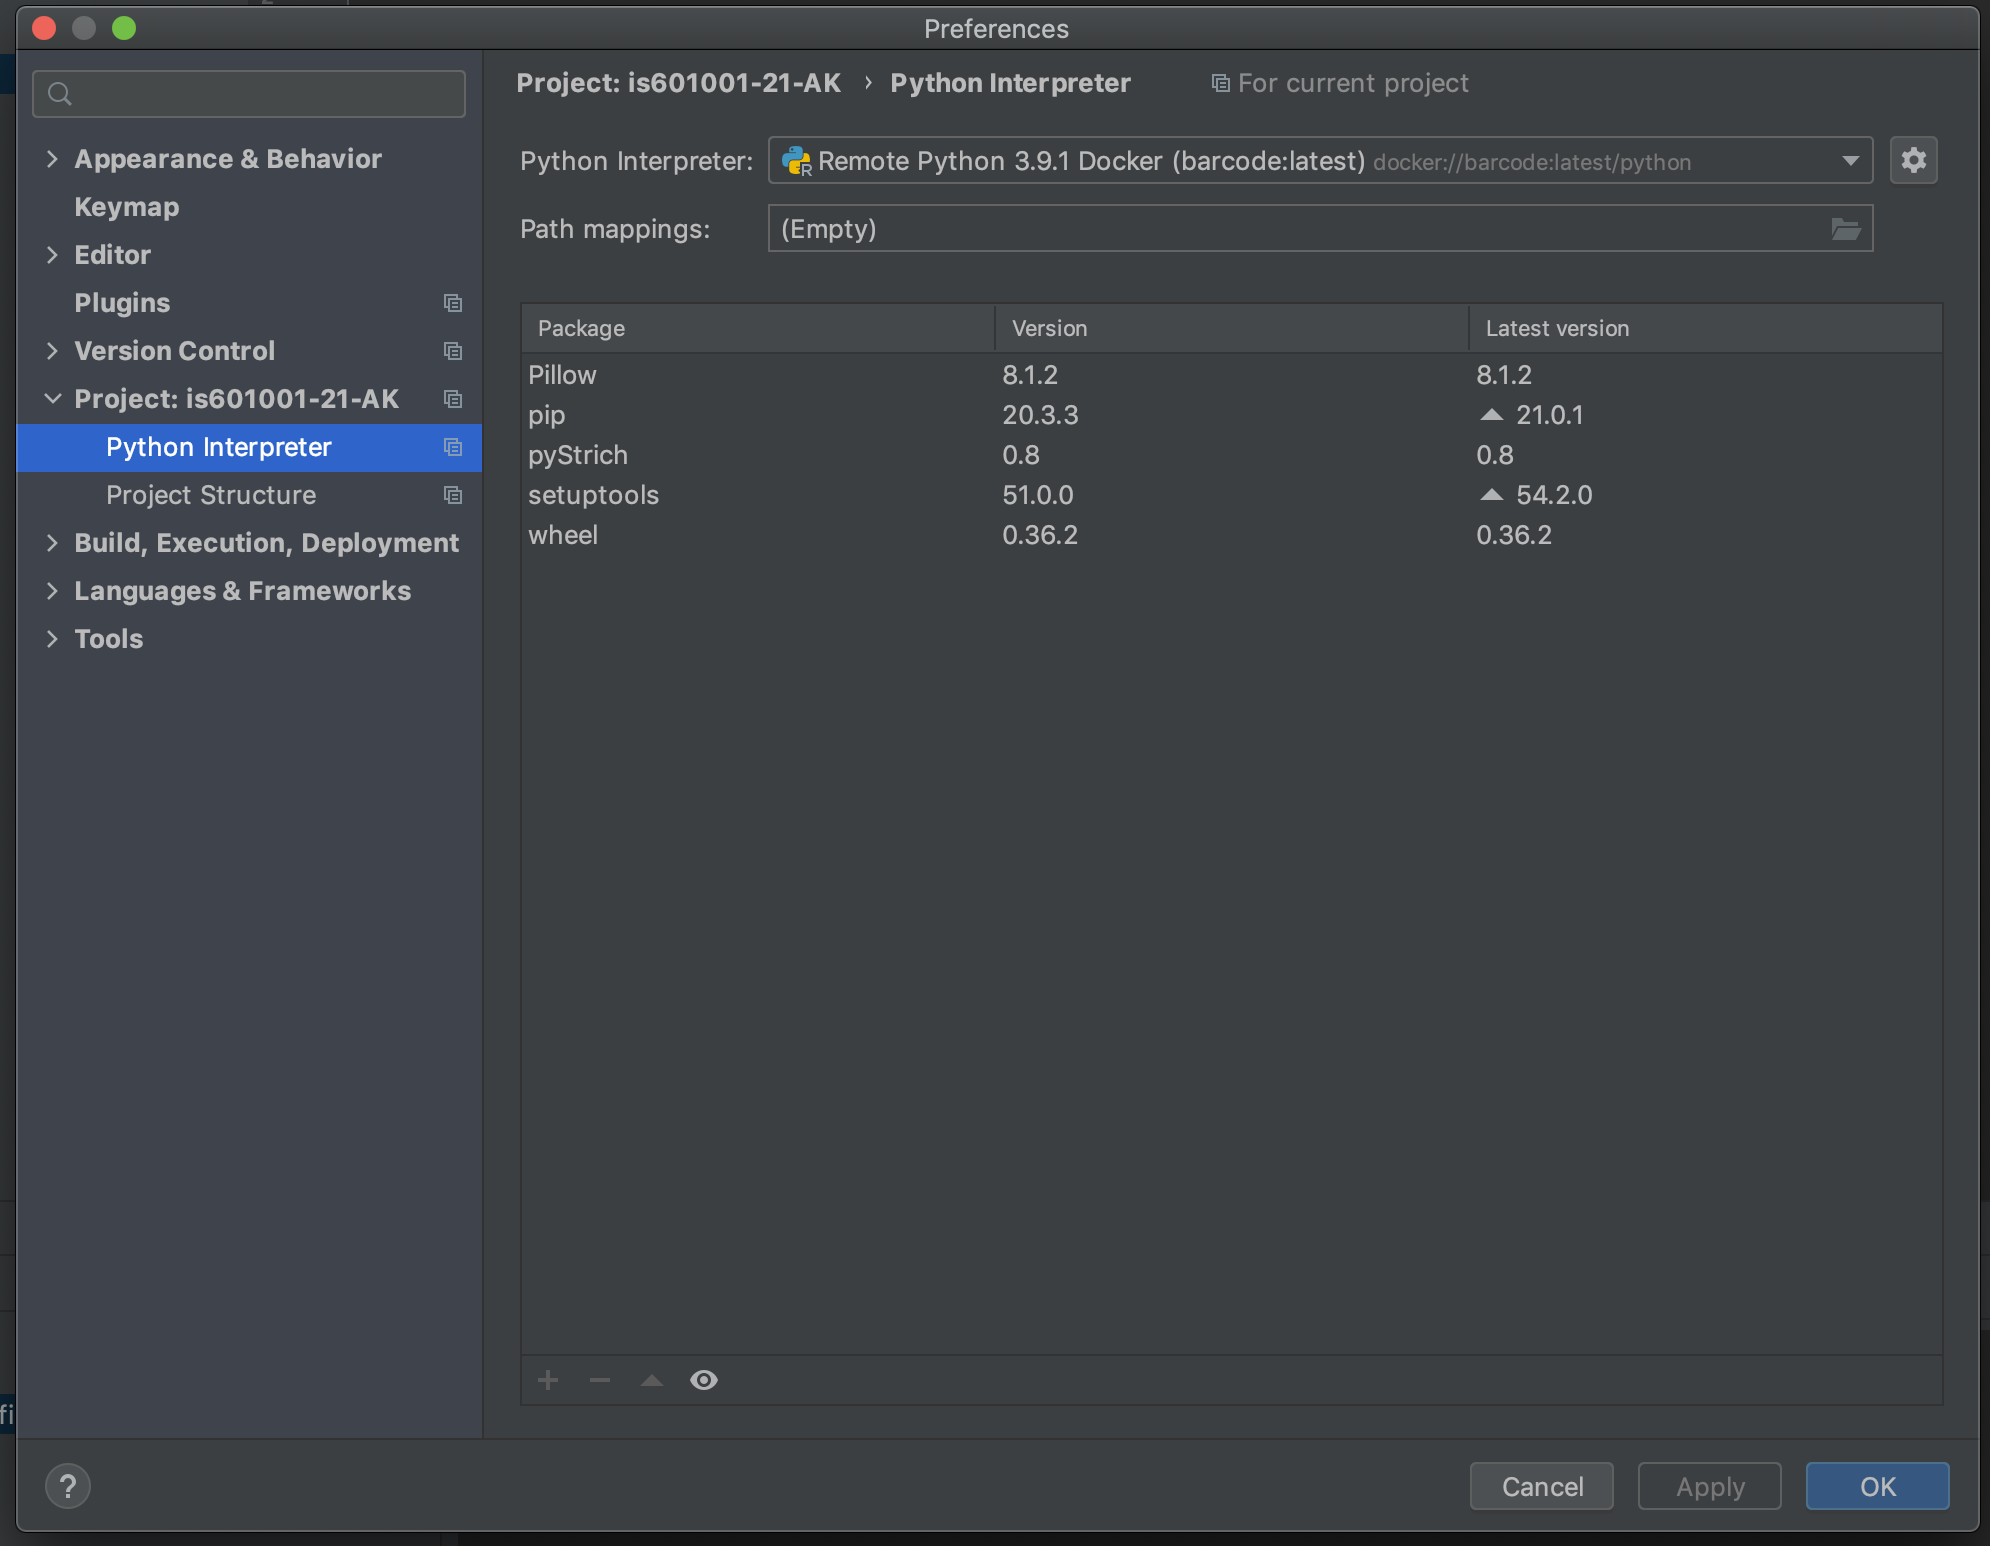 Preferences
Project: is601001-21-AK › Python Interpreter For current project
Appearance & Behavior
Keymap
Editor
Plugins
Version Control
Project: is601001-21-AK
Python Interpreter
Project Structure
Build, Execution, Deployment
Languages & Frameworks
Tools
Python Interpreter: Remote Python 3.9.1 Docker (barcode:latest) docker://barcode:latest/python
Path mappings: (Empty)
Package Version Latest version
Pillow 8.1.2 8.1.2
pip 20.3.3 21.0.1
pyStrich 0.8 0.8
setuptools 51.0.0 54.2.0
wheel 0.36.2 0.36.2
fi
? Cancel Apply OK